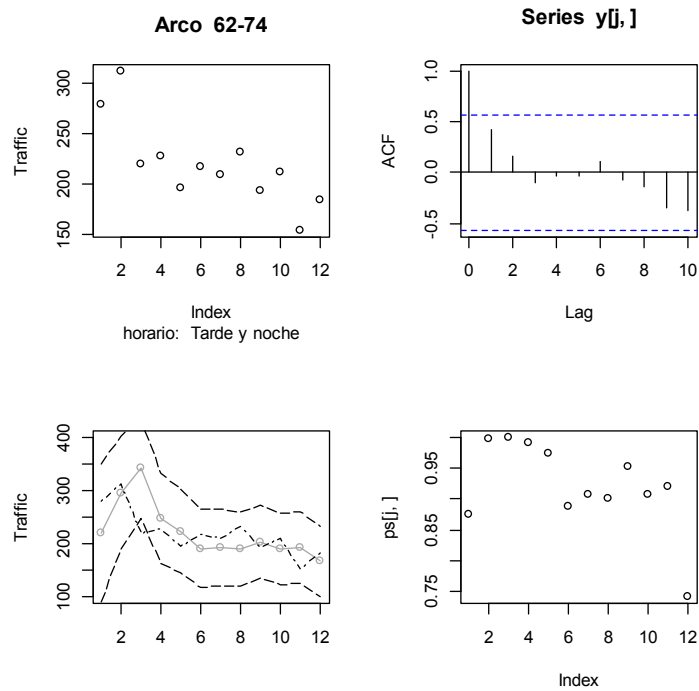 Arco 62-74
Traffic
300
250
200
150
2 4 6 8 10 12
Index
horario: Tarde y noche
Series y[j, ]
ACF
1.0
0.5
0.0
-0.5
0 2 4 6 8 10
Lag
Traffic
400
300
200
100
2 4 6 8 10 12
ps[j, ]
0.95
0.85
0.75
2 4 6 8 10 12
Index